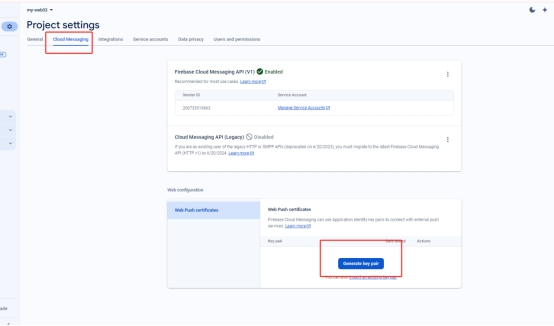 my-web33
Project settings
General Cloud Messaging Integrations Service accounts Data privacy Users and permissions
Firebase Cloud Messaging API (V1) Enabled
Recommended for most use cases. Learn more
Sender ID Service Account
Manage Service Accounts
Cloud Messaging API (Legacy) Disabled
If you are an existing user of the legacy HTTP or XMPP APIs (deprecated on 6/20/2023), you must migrate to the latest Firebase Cloud Messaging
API (HTTP v1) by 6/20/2024. Learn more
Web configuration
Web Push certificates
Web Push certificates
Firebase Cloud Messaging can use Application Identity key pairs to connect with external push
services. Learn more
Key pair Actions
Generate key pair